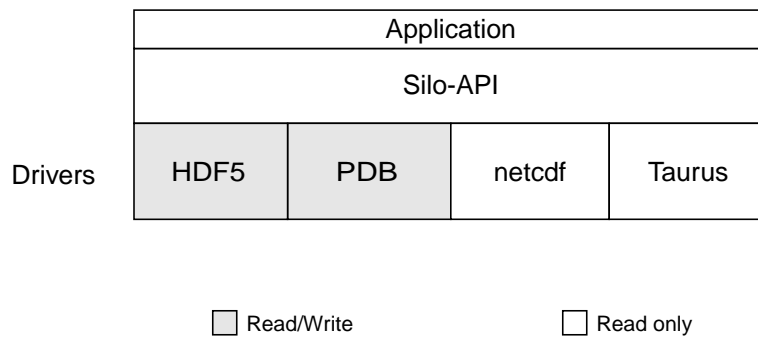 Application
Silo-API
Drivers HDF5 PDB netcdf Taurus
Read/Write Read only